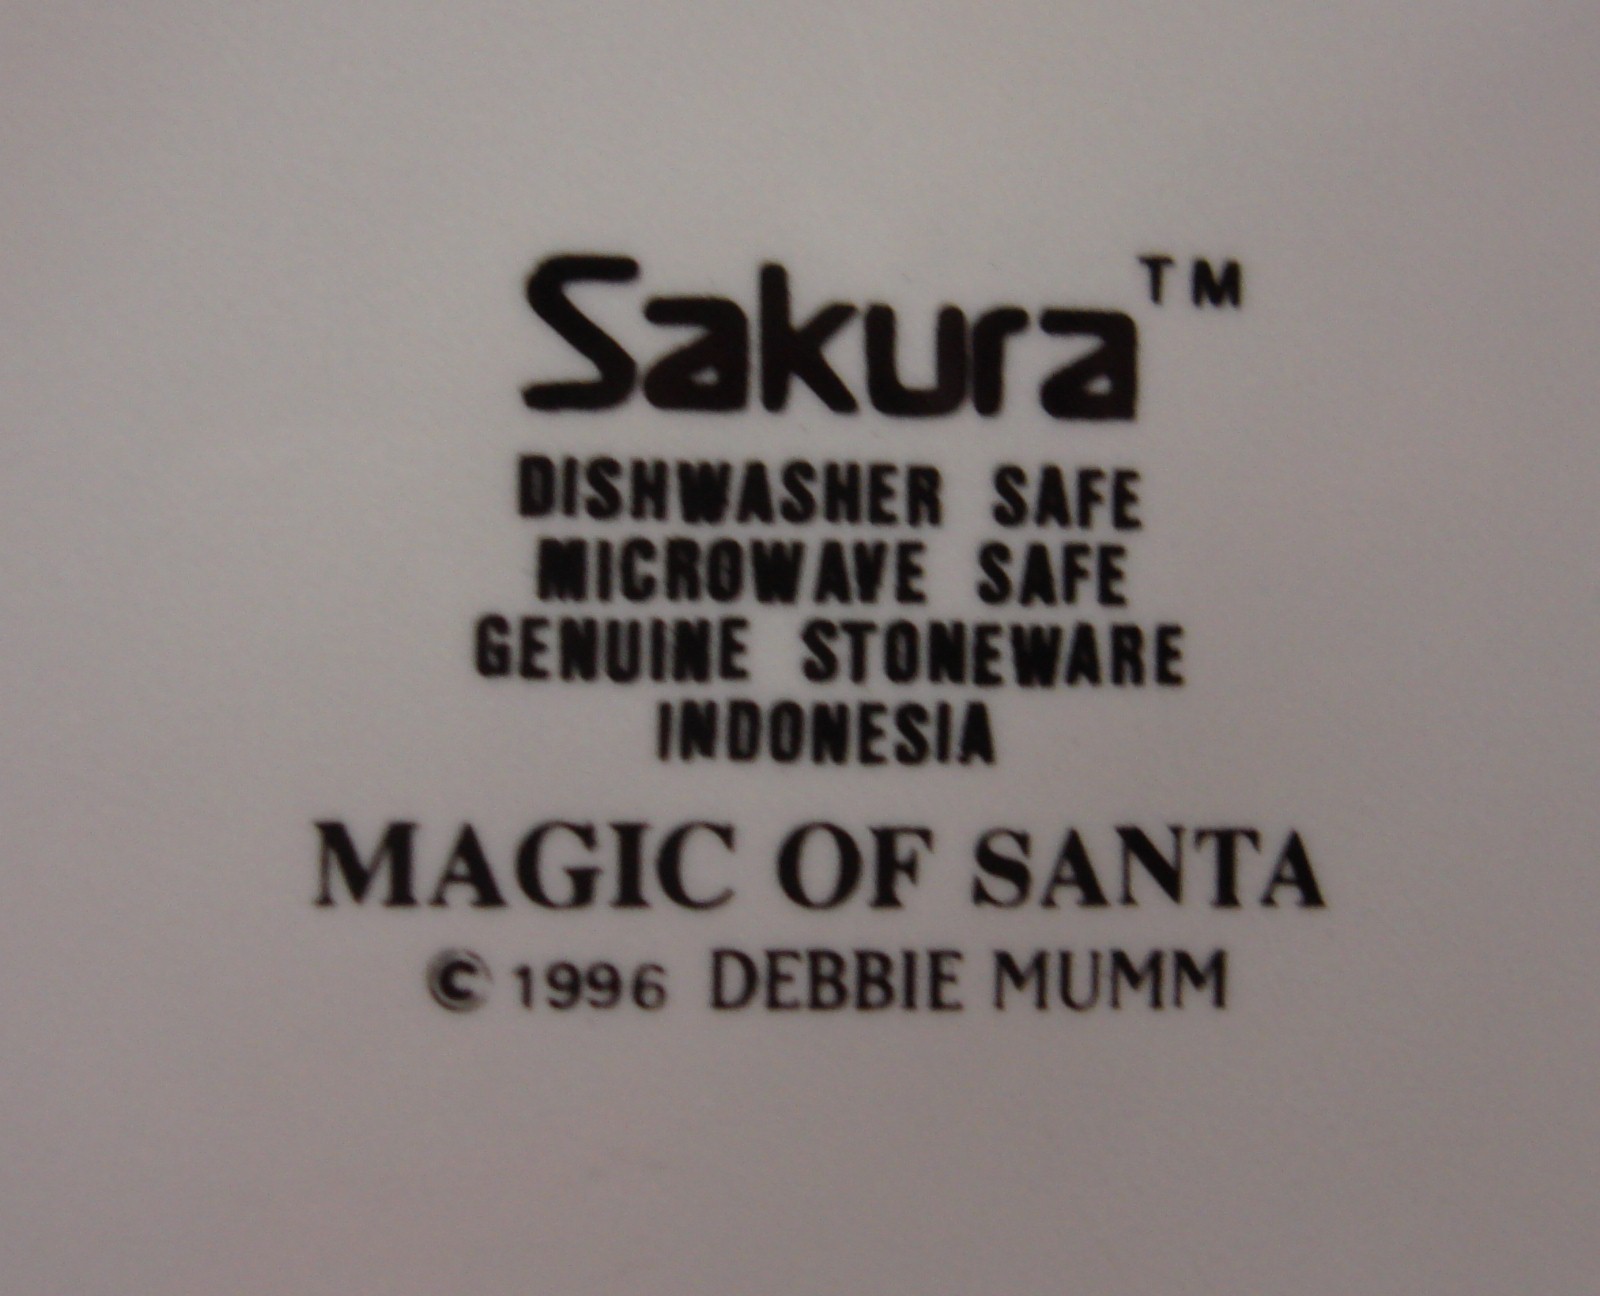 Sakura™
DISHWASHER SAFE
MICROWAVE SAFE
GENUINE STONEWARE
INDONESIA
MAGIC OF SANTA
© 1996 DEBBIE MUMM